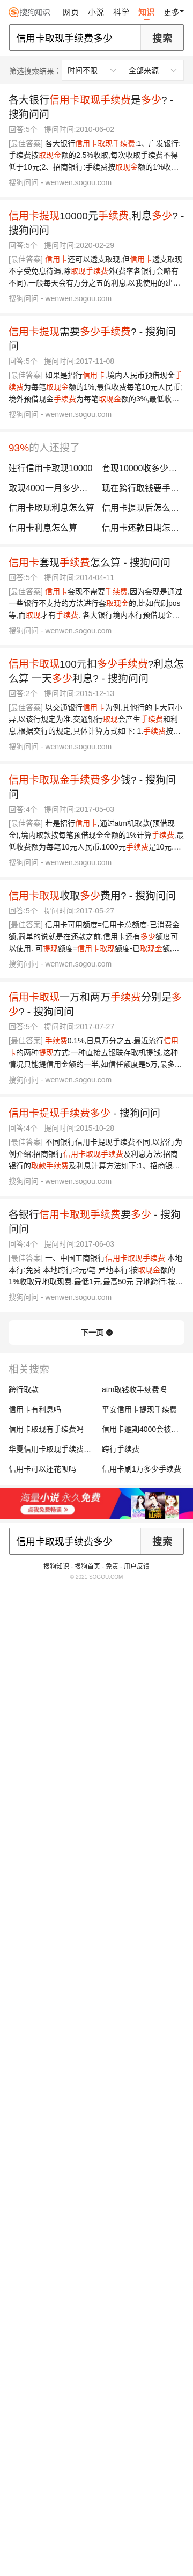 搜狗知识 网页 小说 科学 知识 更多
信用卡取现手续费多少 搜索
筛选搜索结果: 时间不限 全部来源
各大银行信用卡取现手续费是多少? -
搜狗问问
回答:5个 提问时间:2010-02-02
[最佳答案] 各大银行信用卡取现手续费:1、广发银行:
手续费按取现金额的2.5%收取,每次收取手续费不得
低于10元;2、招商银行:手续费按取现金额的1%收...
搜狗问问 - wenwen.sogou.com
信用卡提现10000元手续费,利息多少? -
搜狗问问
回答:5个 提问时间:2020-02-29
[最佳答案] 信用卡还可以透支取现,但信用卡透支取现
不享受免息待遇,除取现手续费外(费率各银行会略有
不同),一般每天会有万分之五的利息,以我使用的建...
搜狗问问 - wenwen.sogou.com
信用卡提现需要多少手续费? - 搜狗问
问
回答:5个 提问时间:2017-11-08
[最佳答案] 如果是招行信用卡,境内人民币预借现金手
续费为每笔取现金额的1%,最低收费每笔10元人民币;
境外预借现金手续费为每笔取现金额的3%,最低收...
搜狗问问 - wenwen.sogou.com
93%的人还搜了
建行信用卡取现10000 套现10000收多少...
取现4000一月多少... 现在跨行取钱要手...
信用卡取现利息怎么算 信用卡提现后怎么...
信用卡利息怎么算 信用卡还款日期怎...
信用卡套现手续费怎么算 - 搜狗问问
回答:5个 提问时间:2014-04-11
[最佳答案] 信用卡套现不需要手续费,因为套现是通过
一些银行不支持的方法进行套取现金的,比如代刷pos
等,而取现才有手续费. 各大银行境内本行预借现金...
搜狗问问 - wenwen.sogou.com
信用卡取现100元扣多少手续费?利息怎
么算 一天多少利息? - 搜狗问问
回答:2个 提问时间:2015-12-13
[最佳答案] 以交通银行信用卡为例,其他行的卡大同小
异,以该行规定为准.交通银行取现会产生手续费和利
息,根据交行的规定,具体计算方式如下: 1.手续费按...
搜狗问问 - wenwen.sogou.com
信用卡取现金手续费多少钱? - 搜狗问
问
回答:4个 提问时间:2017-05-03
[最佳答案] 若是招行信用卡,通过atm机取款(预借现
金),境内取款按每笔预借现金金额的1%计算手续费,最
低收费额为每笔10元人民币.1000元手续费是10元....
搜狗问问 - wenwen.sogou.com
信用卡取现收取多少费用? - 搜狗问问
回答:5个 提问时间:2017-05-27
[最佳答案] 信用卡可用额度=信用卡总额度-已消费金
额,简单的说就是在还款之前,信用卡还有多少额度可
以使用. 可提现额度=信用卡取现额度-已取现金额,...
搜狗问问 - wenwen.sogou.com
信用卡取现一万和两万手续费分别是多
少? - 搜狗问问
回答:5个 提问时间:2017-07-27
[最佳答案] 手续费0.1%,日息万分之五.最近流行信用
卡的两种提现方式:一种直接去银联存取机提钱,这种
情况只能提信用金额的一半,如信任额度是5万,最多...
搜狗问问 - wenwen.sogou.com
信用卡提现手续费多少 - 搜狗问问
回答:4个 提问时间:2015-10-28
[最佳答案] 不同银行信用卡提现手续费不同,以招行为
例介绍:招商银行信用卡取现手续费及利息方法:招商
银行的取款手续费及利息计算方法如下:1、招商银...
搜狗问问 - wenwen.sogou.com
各银行信用卡取现手续费要多少 - 搜狗
问问
回答:4个 提问时间:2017-06-03
[最佳答案] 一、中国工商银行信用卡取现手续费 本地
本行:免费 本地跨行:2元/笔 异地本行:按取现金额的
1%收取异地取现费,最低1元,最高50元 异地跨行:按...
搜狗问问 - wenwen.sogou.com
下一页
相关搜索
跨行取款 atm取钱收手续费吗
信用卡有利息吗 平安信用卡提现手续费
信用卡取现有手续费吗 信用卡逾期4000会被...
华夏信用卡取现手续费... 跨行手续费
信用卡可以还花呗吗 信用卡刷1万多少手续费
海量小说 永久免费
点我免费畅读 >
信用卡取现手续费多少 搜索
搜狗知识 - 搜狗首页 - 免责 - 用户反馈
© 2021 SOGOU.COM